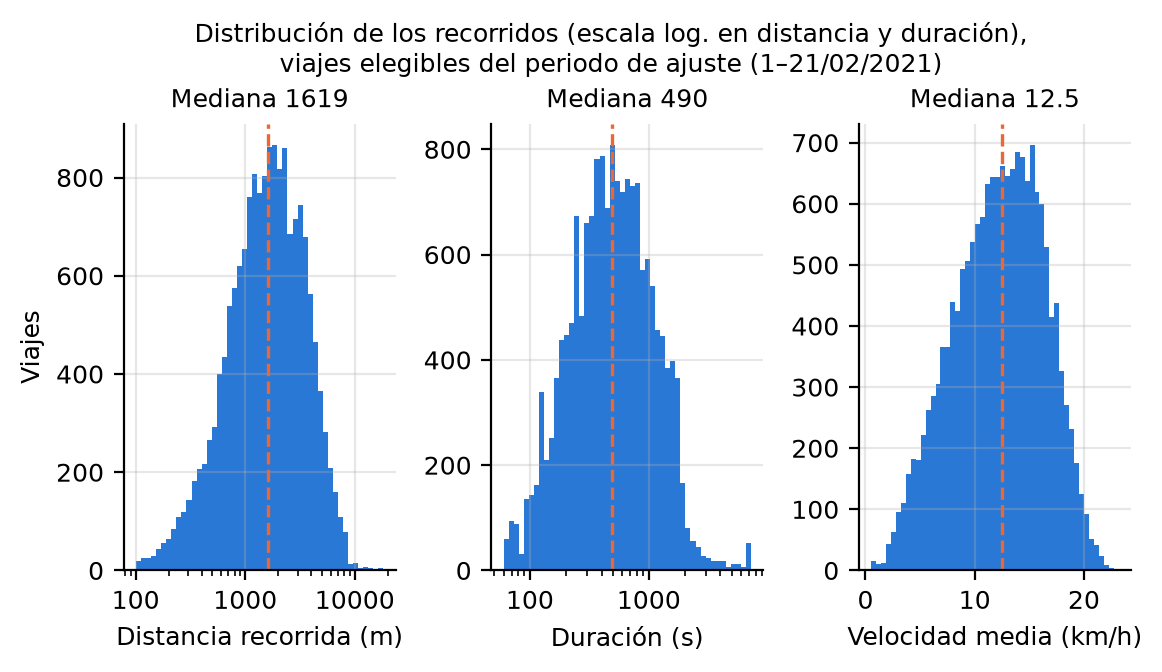 Distribución de los recorridos (escala log. en distancia y duración),
viajes elegibles del periodo de ajuste (1–21/02/2021)
Mediana 1619
Mediana 490
Mediana 12.5
Viajes
800
600
400
200
0
100
1000
10000
Distancia recorrida (m)
800
600
400
200
0
100
1000
Duración (s)
700
600
500
400
300
200
100
0
0
10
20
Velocidad media (km/h)